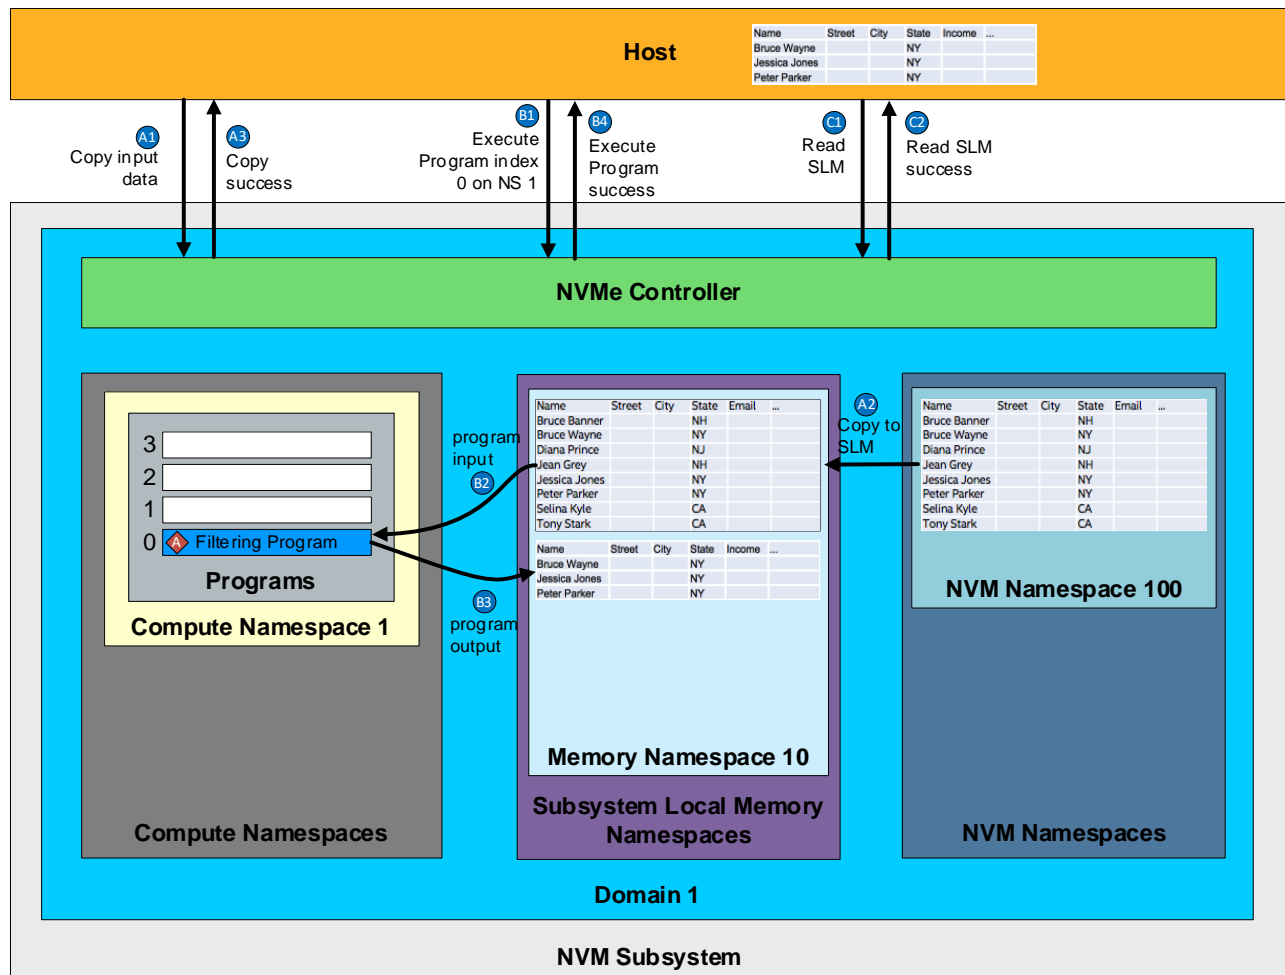 Host
Name Street City State Income ...
Bruce Wayne NY
Jessica Jones NY
Peter Parker NY
A1
Copy input
data
A3
Copy
success
B1
Execute
Program index
0 on NS 1
B4
Execute
Program
success
C1
Read
SLM
C2
Read SLM
success
NVMe Controller
3
2
1
0 A Filtering Program
Programs
Compute Namespace 1
Compute Namespaces
program
input
B2
B3
program
output
Name Street City State Email ...
Bruce Banner NH
Bruce Wayne NY
Diana Prince NJ
Jean Grey NH
Jessica Jones NY
Peter Parker NY
Selina Kyle CA
Tony Stark CA
Name Street City State Income ...
Bruce Wayne NY
Jessica Jones NY
Peter Parker NY
Memory Namespace 10
Subsystem Local Memory
Namespaces
A2
Copy to
SLM
Name Street City State Email ...
Bruce Banner NH
Bruce Wayne NY
Diana Prince NJ
Jean Grey NH
Jessica Jones NY
Peter Parker NY
Selina Kyle CA
Tony Stark CA
NVM Namespace 100
NVM Namespaces
Domain 1
NVM Subsystem